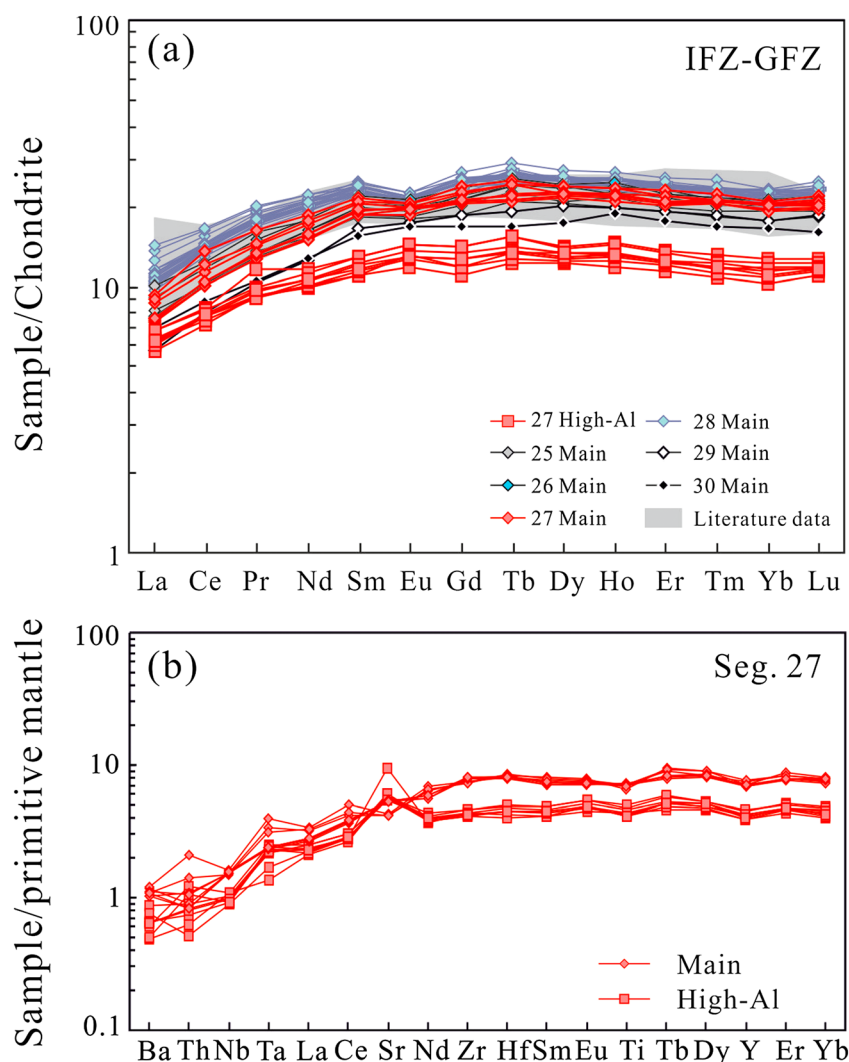 100
(a)
IFZ-GFZ
Sample/Chondrite
10
27 High-Al
28 Main
25 Main
29 Main
26 Main
30 Main
27 Main
Literature data
1
La Ce Pr Nd Sm Eu Gd Tb Dy Ho Er Tm Yb Lu
100
(b)
Seg. 27
Sample/primitive mantle
10
1
Main
High-Al
0.1
Ba Th Nb Ta La Ce Sr Nd Zr Hf Sm Eu Ti Tb Dy Y Er Yb